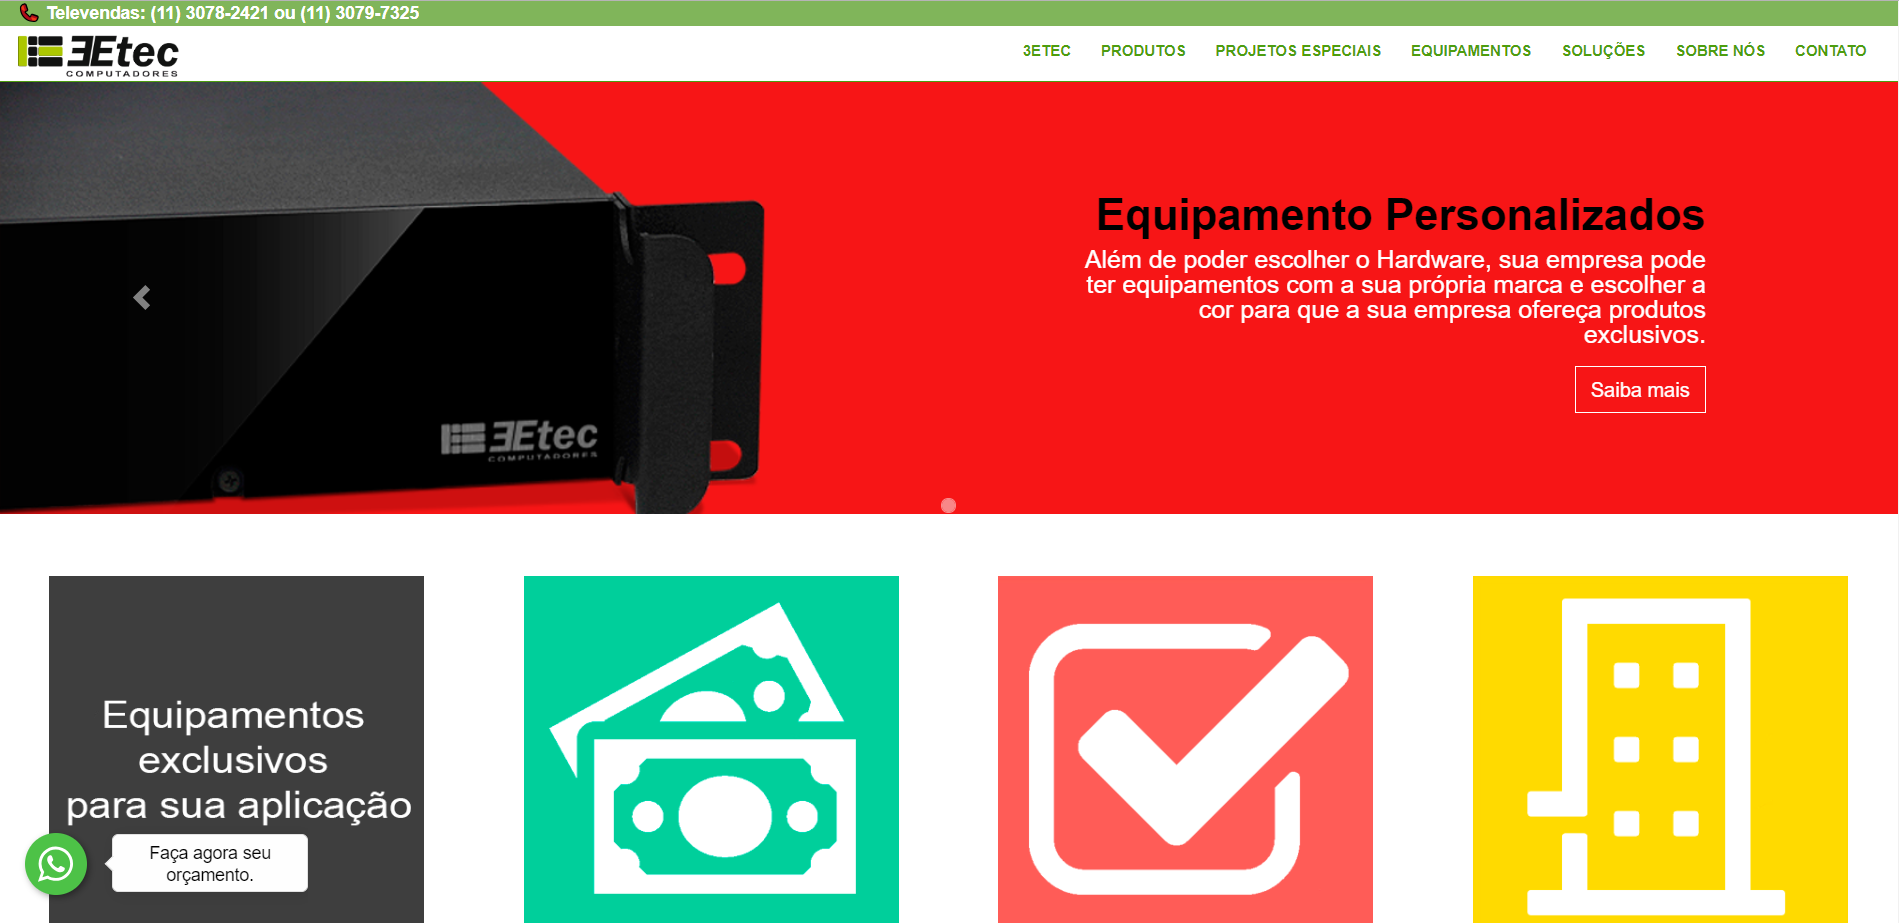 Televendas: (11) 3078-2421 ou (11) 3079-7325
3Etec
COMPUTADORES
3ETEC PRODUTOS PROJETOS ESPECIAIS EQUIPAMENTOS SOLUÇÕES SOBRE NÓS CONTATO
Equipamento Personalizados
Além de poder escolher o Hardware, sua empresa pode
ter equipamentos com a sua própria marca e escolher a
cor para que a sua empresa ofereça produtos
exclusivos.
Saiba mais
3Etec
COMPUTADORES
Equipamentos
exclusivos
para sua aplicação
Faça agora seu
orçamento.